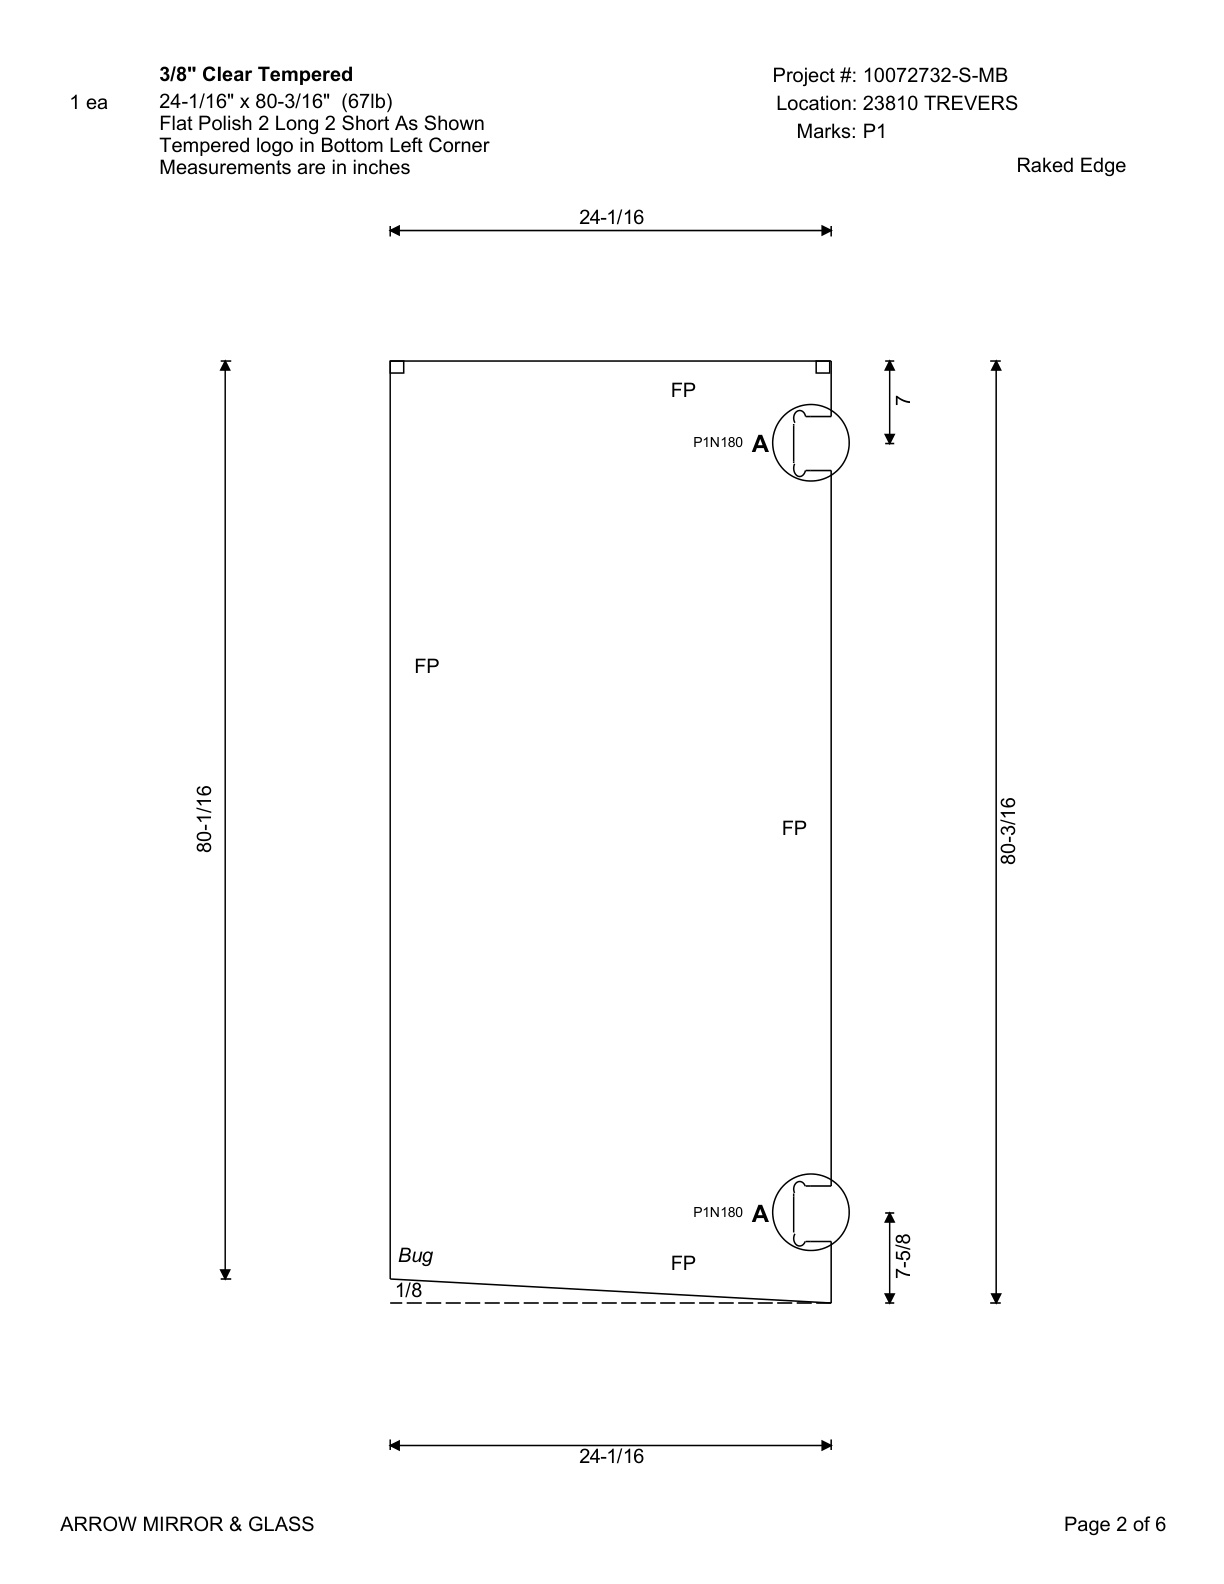 3/8" Clear Tempered
1 ea
24-1/16" x 80-3/16" (67lb)
Flat Polish 2 Long 2 Short As Shown
Tempered logo in Bottom Left Corner
Measurements are in inches
Project #: 10072732-S-MB
Location: 23810 TREVERS
Marks: P1
Raked Edge
24-1/16
FP
7
P1N180 A
FP
80-1/16
FP
80-3/16
P1N180 A
7-5/8
Bug
FP
1/8
24-1/16
ARROW MIRROR & GLASS
Page 2 of 6